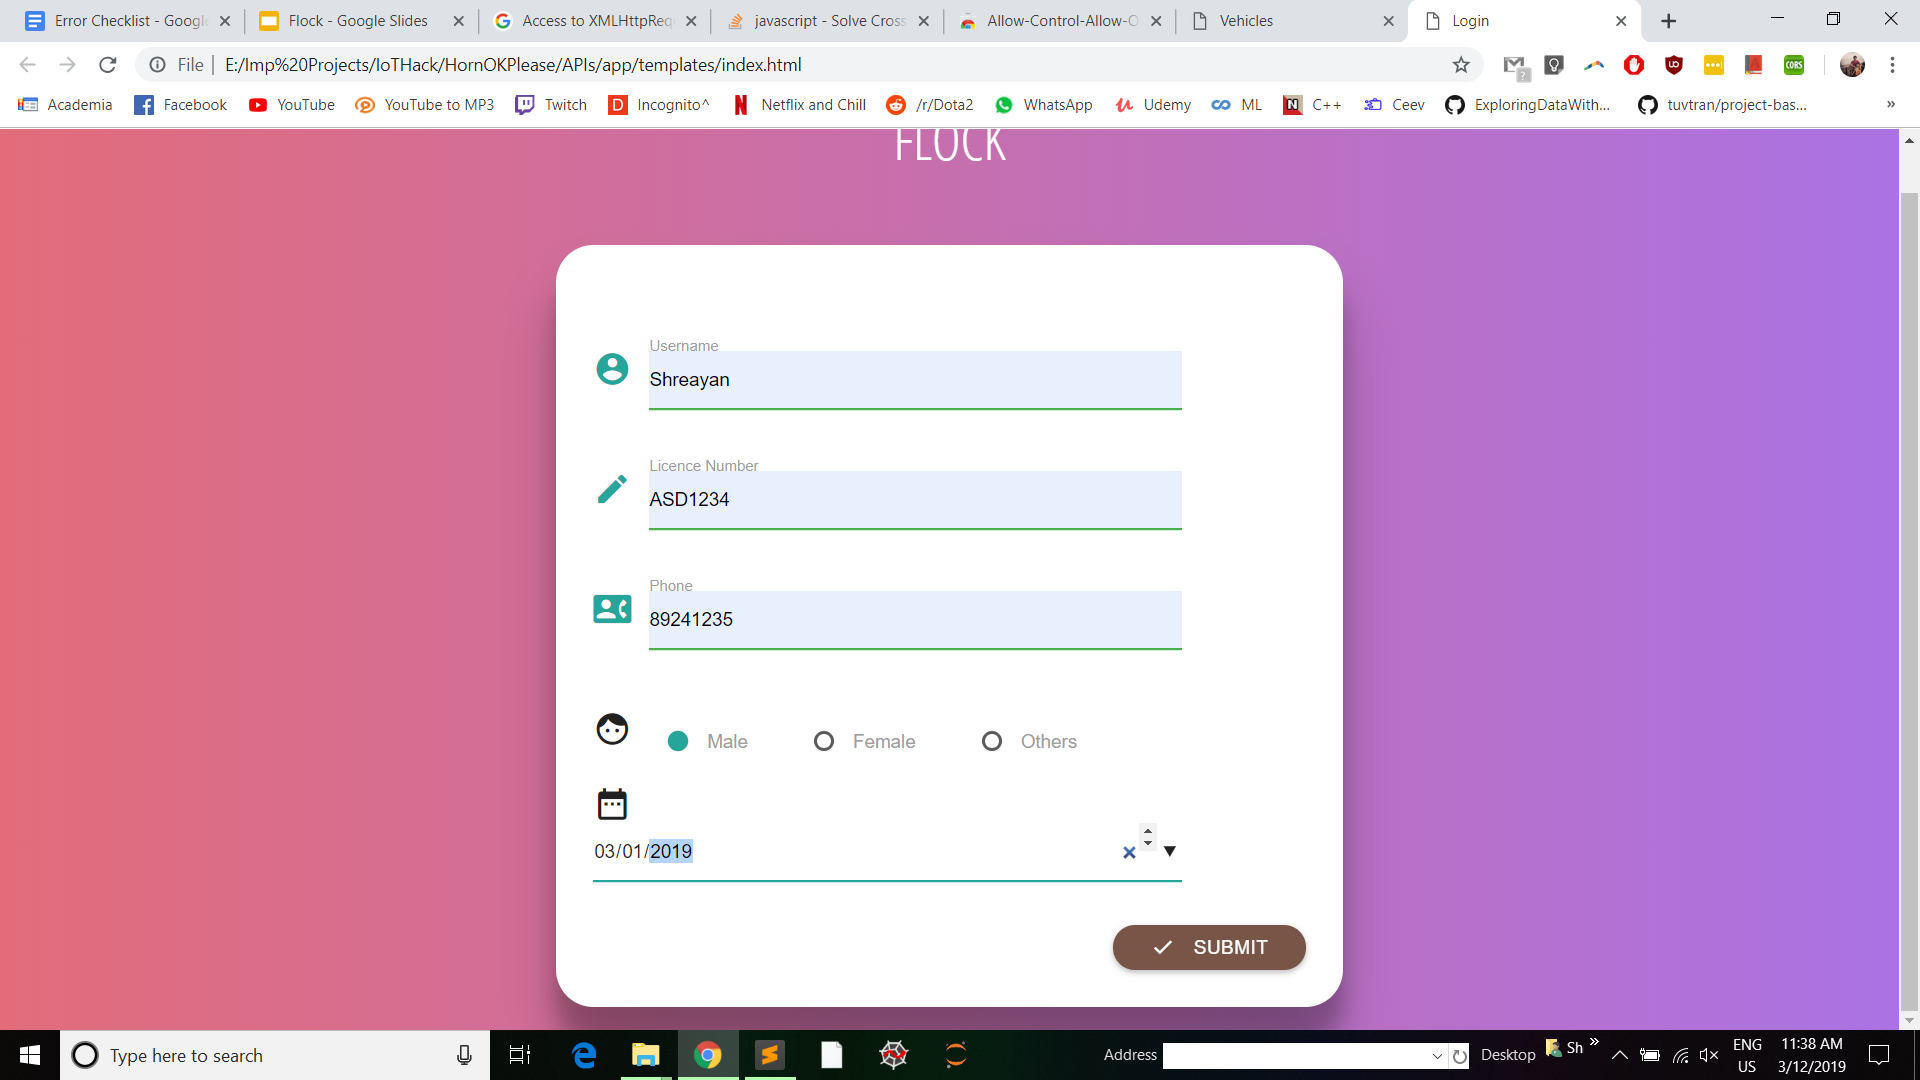 Error Checklist - Googl
Flock - Google Slides
Access to XMLHttpReq
javascript - Solve Cross
Allow-Control-Allow-O
Vehicles
Login
File
E:/Imp%20Projects/IoTHack/HornOKPlease/APIs/app/templates/index.html
Academia
Facebook
YouTube
YouTube to MP3
Twitch
Incognito^
Netflix and Chill
/r/Dota2
WhatsApp
Udemy
ML
C++
Ceev
ExploringDataWith...
tuvtran/project-bas...
»
FLOCK
Username
Shreayan
Licence Number
ASD1234
Phone
89241235
Male
Female
Others
03/01/2019
SUBMIT
Type here to search
Address
Desktop
Sh
»
ENG
US
11:38 AM
3/12/2019